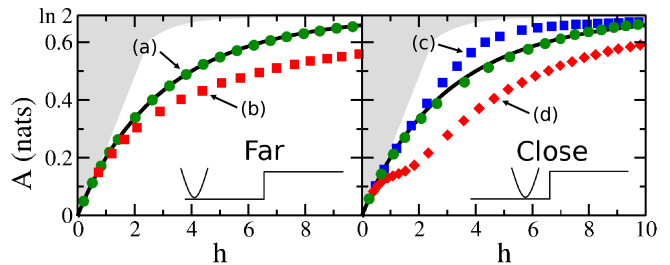 ln 2
0.6
0.4
0.2
0
A (nats)
(a)
(b)
Far
0 2 4 6 8
h
(c)
(d)
Close
0 2 4 6 8 10
h